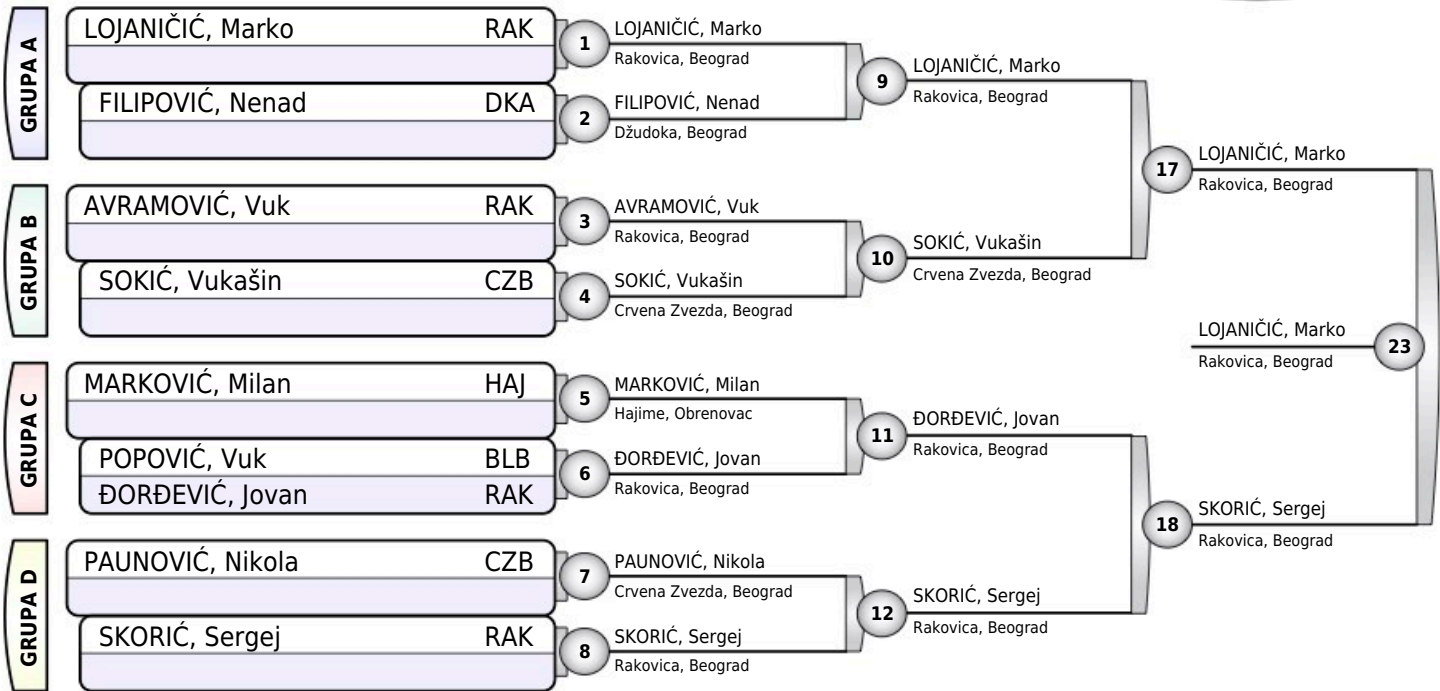 GRUPA A
LOJANIČIĆ, Marko RAK
FILIPOVIĆ, Nenad DKA
GRUPA B
AVRAMOVIĆ, Vuk RAK
SOKIĆ, Vukašin CZB
GRUPA C
MARKOVIĆ, Milan HAJ
POPOVIĆ, Vuk BLB
ĐORĐEVIĆ, Jovan RAK
GRUPA D
PAUNOVIĆ, Nikola CZB
SKORIĆ, Sergej RAK
1
LOJANIČIĆ, Marko
Rakovica, Beograd
2
FILIPOVIĆ, Nenad
Džudoka, Beograd
3
AVRAMOVIĆ, Vuk
Rakovica, Beograd
4
SOKIĆ, Vukašin
Crvena Zvezda, Beograd
5
MARKOVIĆ, Milan
Hajime, Obrenovac
6
ĐORĐEVIĆ, Jovan
Rakovica, Beograd
7
PAUNOVIĆ, Nikola
Crvena Zvezda, Beograd
8
SKORIĆ, Sergej
Rakovica, Beograd
9
LOJANIČIĆ, Marko
Rakovica, Beograd
10
SOKIĆ, Vukašin
Crvena Zvezda, Beograd
11
ĐORĐEVIĆ, Jovan
Rakovica, Beograd
12
SKORIĆ, Sergej
Rakovica, Beograd
17
LOJANIČIĆ, Marko
Rakovica, Beograd
18
SKORIĆ, Sergej
Rakovica, Beograd
LOJANIČIĆ, Marko
Rakovica, Beograd
23